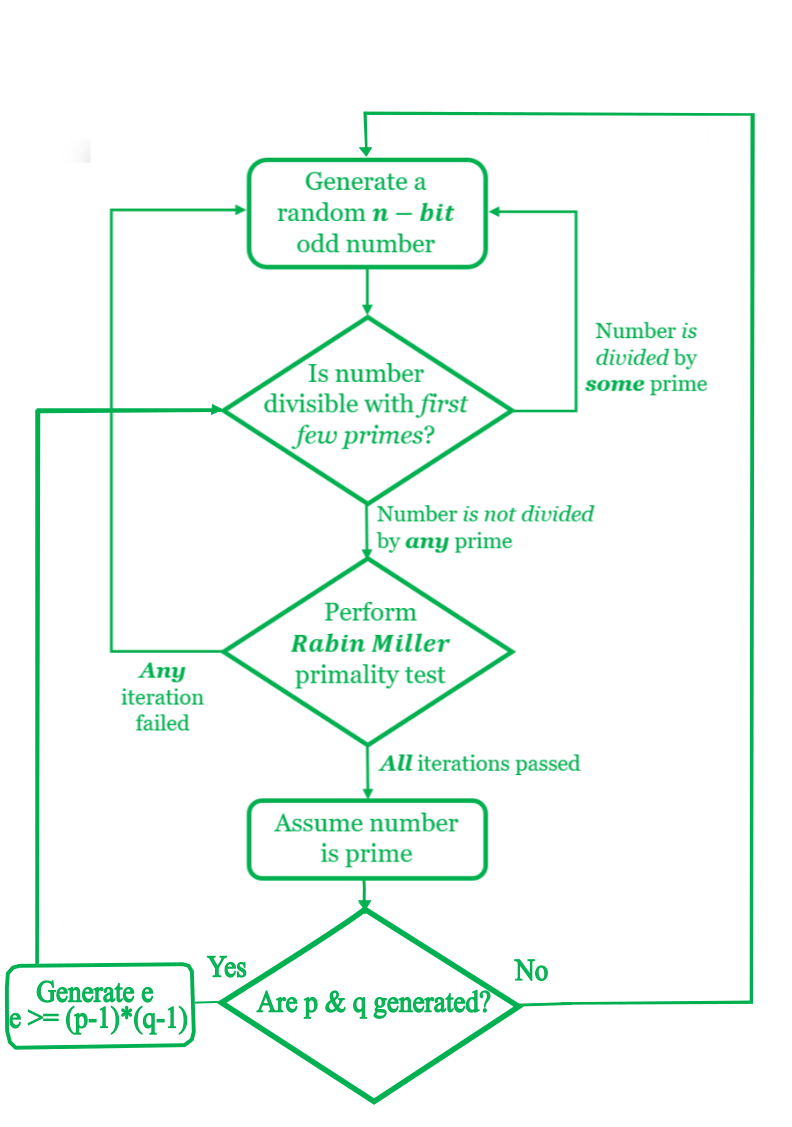 Generate a
random n – bit
odd number
Number is
divided by
some prime
Is number
divisible with first
few primes?
Number is not divided
by any prime
Perform
Rabin Miller
primality test
Any
iteration
failed
All iterations passed
Assume number
is prime
Yes
No
Generate e
e >= (p-1)*(q-1)
Are p & q generated?